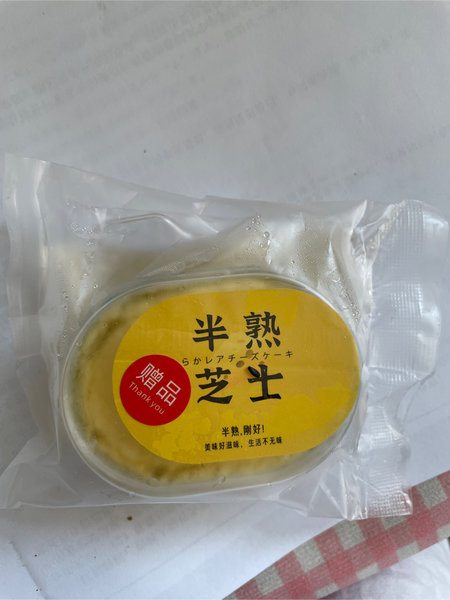 半熟
らかレアチーズケーキ
芝士
赠品
Thank you
半熟,刚好!
美味好滋味，生活不无味